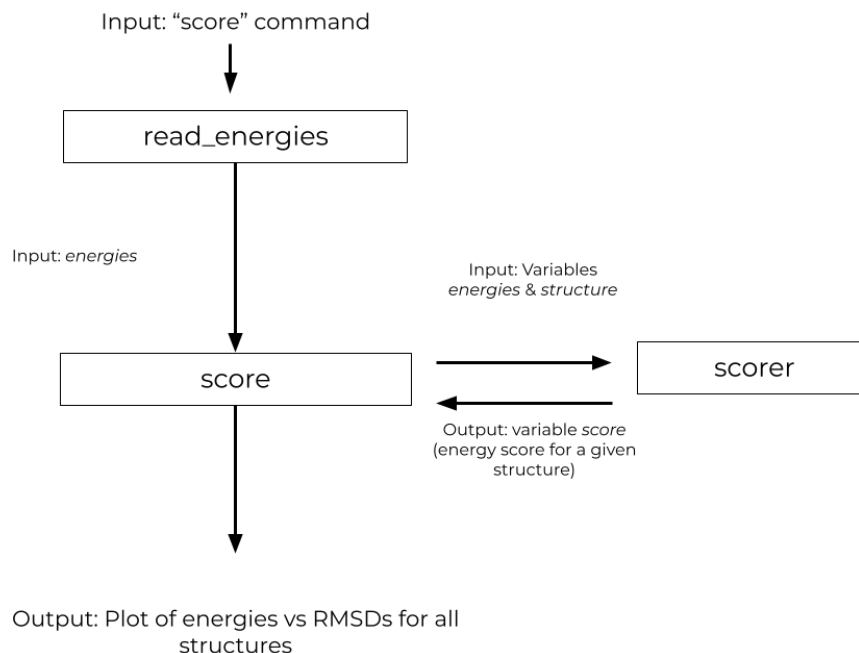 Input: “score” command
read_energies
Input: energies
Input: Variables
energies & structure
score
scorer
Output: variable score
(energy score for a given
structure)
Output: Plot of energies vs RMSDs for all
structures